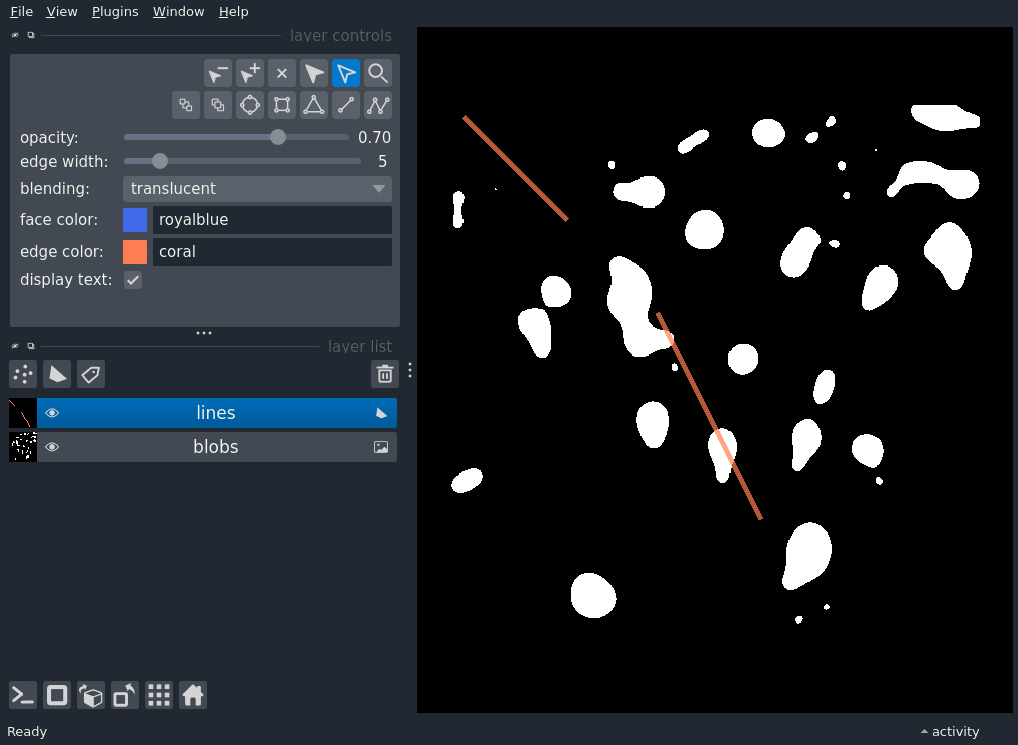 File View Plugins Window Help
layer controls
opacity: 0.70
edge width: 5
blending: translucent
face color: royalblue
edge color: coral
display text:
layer list
lines
blobs
Ready activity